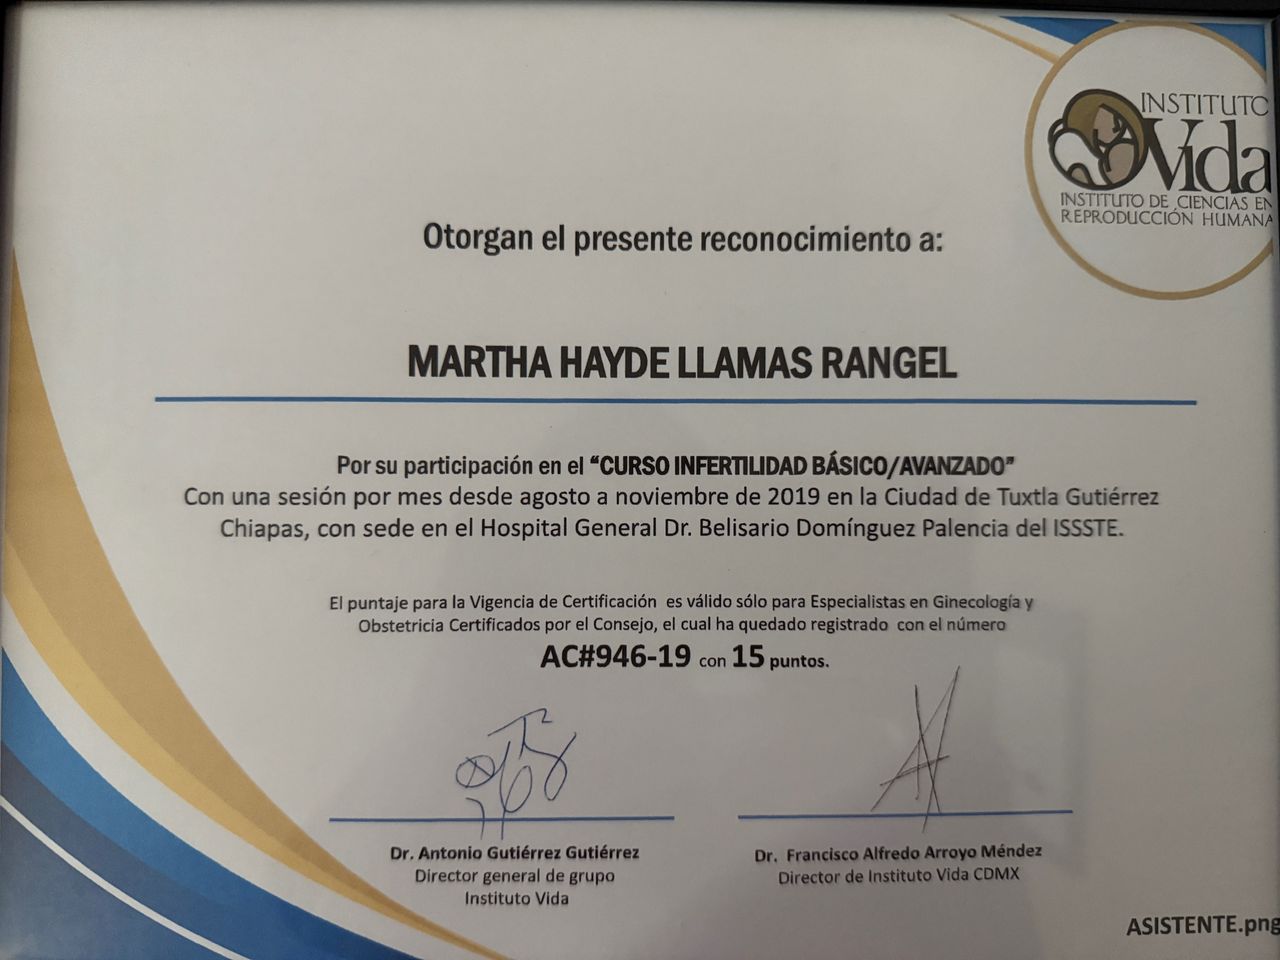 INSTITUTO
Vida
INSTITUTO DE CIENCIAS EN
REPRODUCCIÓN HUMANA
Otorgan el presente reconocimiento a:
MARTHA HAYDE LLAMAS RANGEL
Por su participación en el “CURSO INFERTILIDAD BÁSICO/AVANZADO”
Con una sesión por mes desde agosto a noviembre de 2019 en la Ciudad de Tuxtla Gutiérrez
Chiapas, con sede en el Hospital General Dr. Belisario Domínguez Palencia del ISSSTE.
El puntaje para la Vigencia de Certificación es válido sólo para Especialistas en Ginecología y
Obstetricia Certificados por el Consejo, el cual ha quedado registrado con el número
AC#946-19 con 15 puntos.
Dr. Antonio Gutiérrez Gutiérrez
Director general de grupo
Instituto Vida
Dr. Francisco Alfredo Arroyo Méndez
Director de Instituto Vida CDMX
ASISTENTE.png